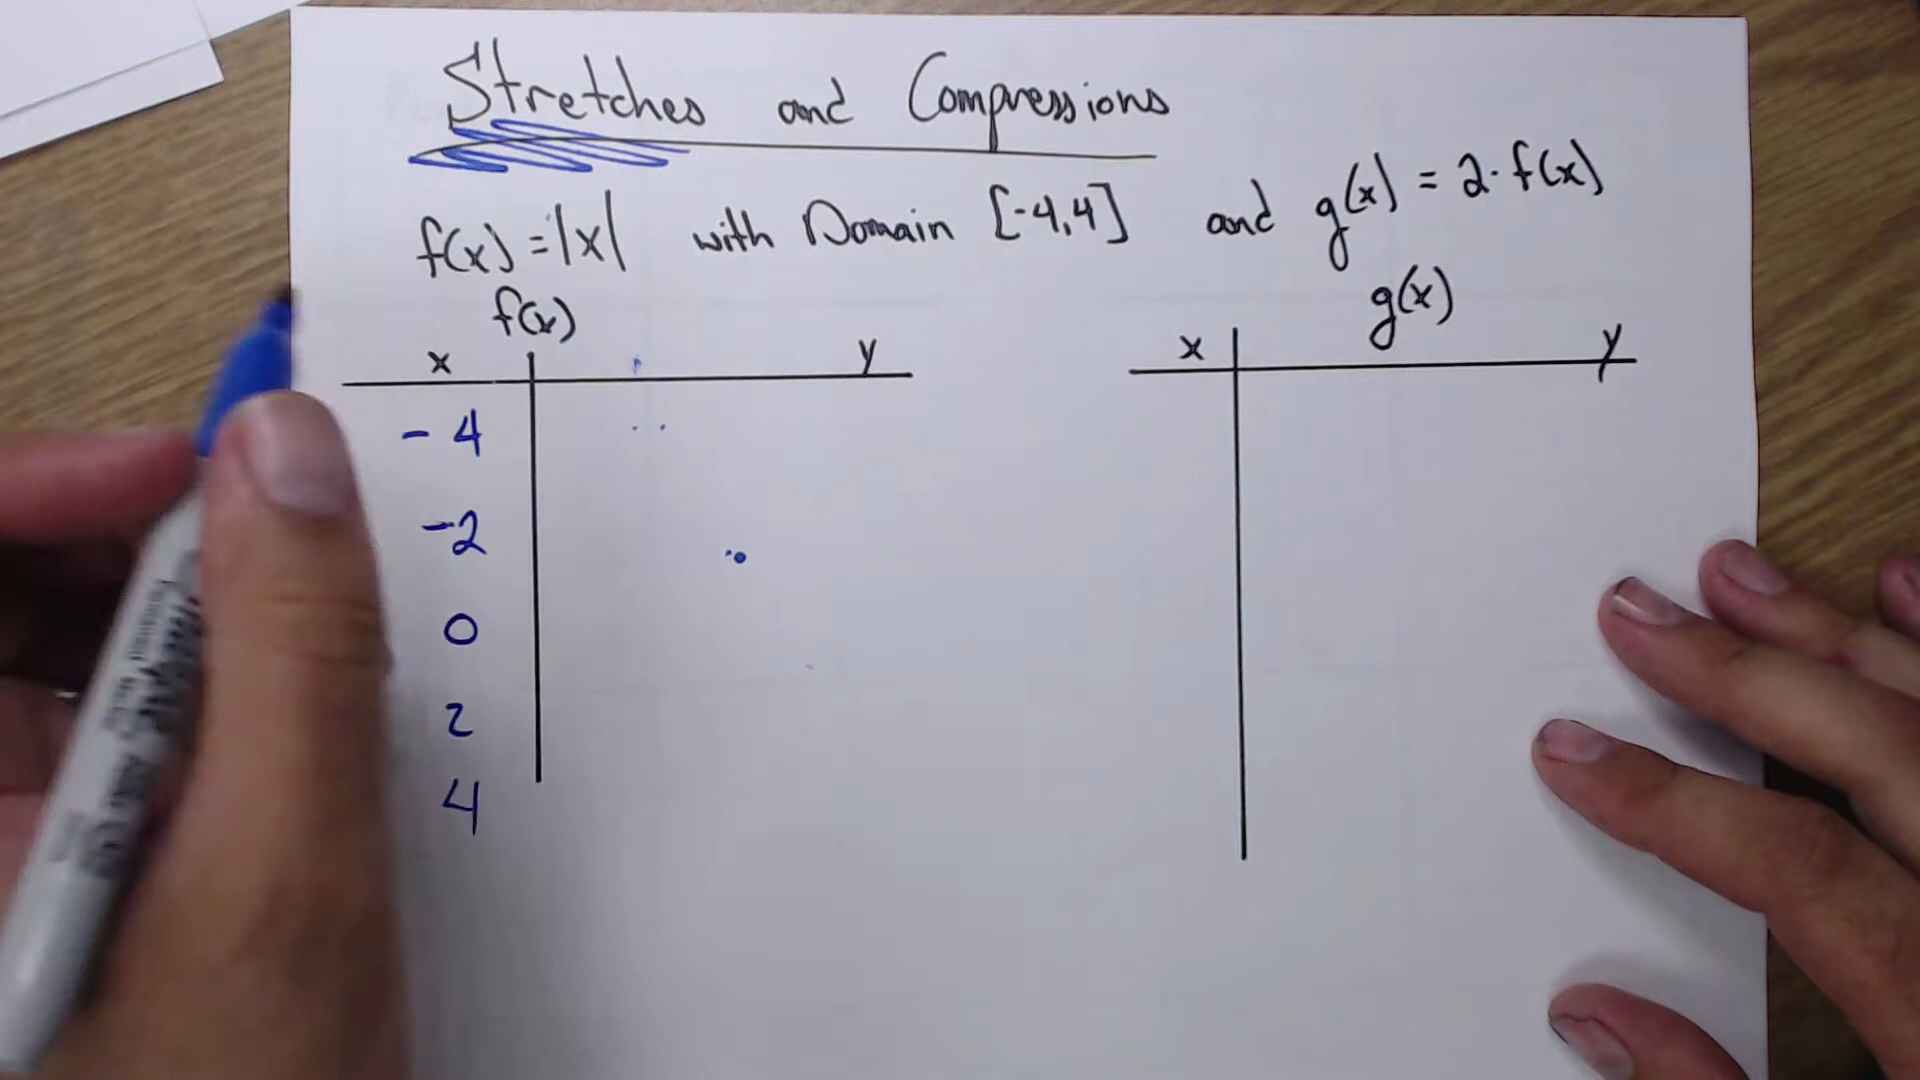 Stretches and Compressions
f(x) = |x| with Domain [-4,4] and g(x) = 2·f(x)
f(x)
x y
-4
-2
0
2
4
g(x)
x y